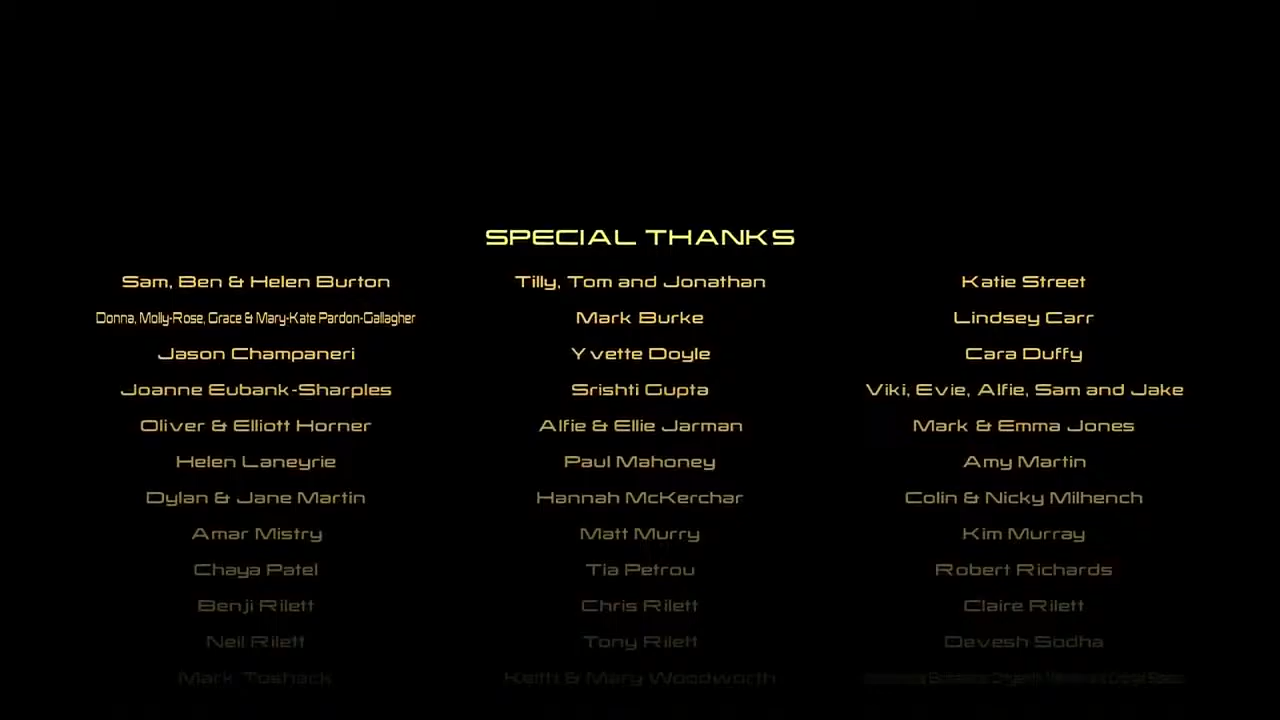 SPECIAL THANKS
Sam, Ben & Helen Burton Tilly, Tom and Jonathan Katie Street
Donna, Molly-Rose, Grace & Mary-Kate Pardon-Gallagher Mark Burke Lindsey Carr
Jason Champaneri Yvette Doyle Cara Duffy
Joanne Eubank-Sharples Srishti Gupta Viki, Evie, Alfie, Sam and Jake
Oliver & Elliott Horner Alfie & Ellie Jarman Mark & Emma Jones
Helen Laneyrie Paul Mahoney Amy Martin
Dylan & Jane Martin Hannah McKerchar Colin & Nicky Milhench
Amar Mistry Matt Murry Kim Murray
Chaya Patel Tia Petrou Robert Richards
Benji Rilett Chris Rilett Claire Rilett
Neil Rilett Tony Rilett Devesh Sodha
Mark Toshack Keith & Mary Woodworth